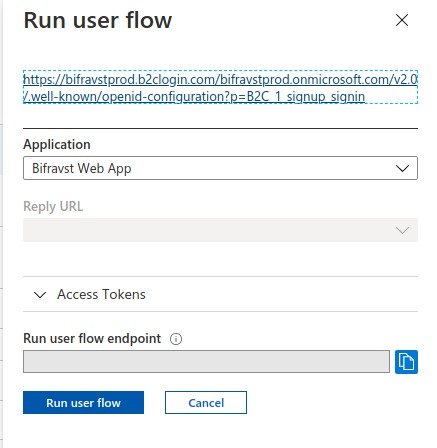 Run user flow
https://bifravstprod.b2clogin.com/bifravstprod.onmicrosoft.com/v2.0
/.well-known/openid-configuration?p=B2C_1_signup_signin
Application
Bifravst Web App
Reply URL
Access Tokens
Run user flow endpoint
Run user flow
Cancel